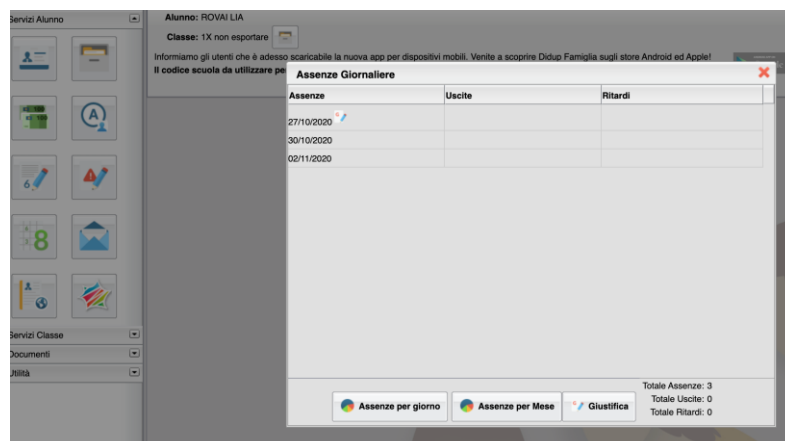 Servizi Alunno
Alunno: ROVAI LIA
Classe: 1X non esportare
Informiamo gli utenti che è adesso scaricabile la nuova app per dispositivi mobili. Venite a scoprire Didup Famiglia sugli store Android ed Apple!
Il codice scuola da utilizzare pe
Assenze Giornaliere
Assenze Uscite Ritardi
27/10/2020
30/10/2020
02/11/2020
Servizi Classe
Documenti
Utilità
Totale Assenze: 3
Totale Uscite: 0
Totale Ritardi: 0
Assenze per giorno Assenze per Mese Giustifica